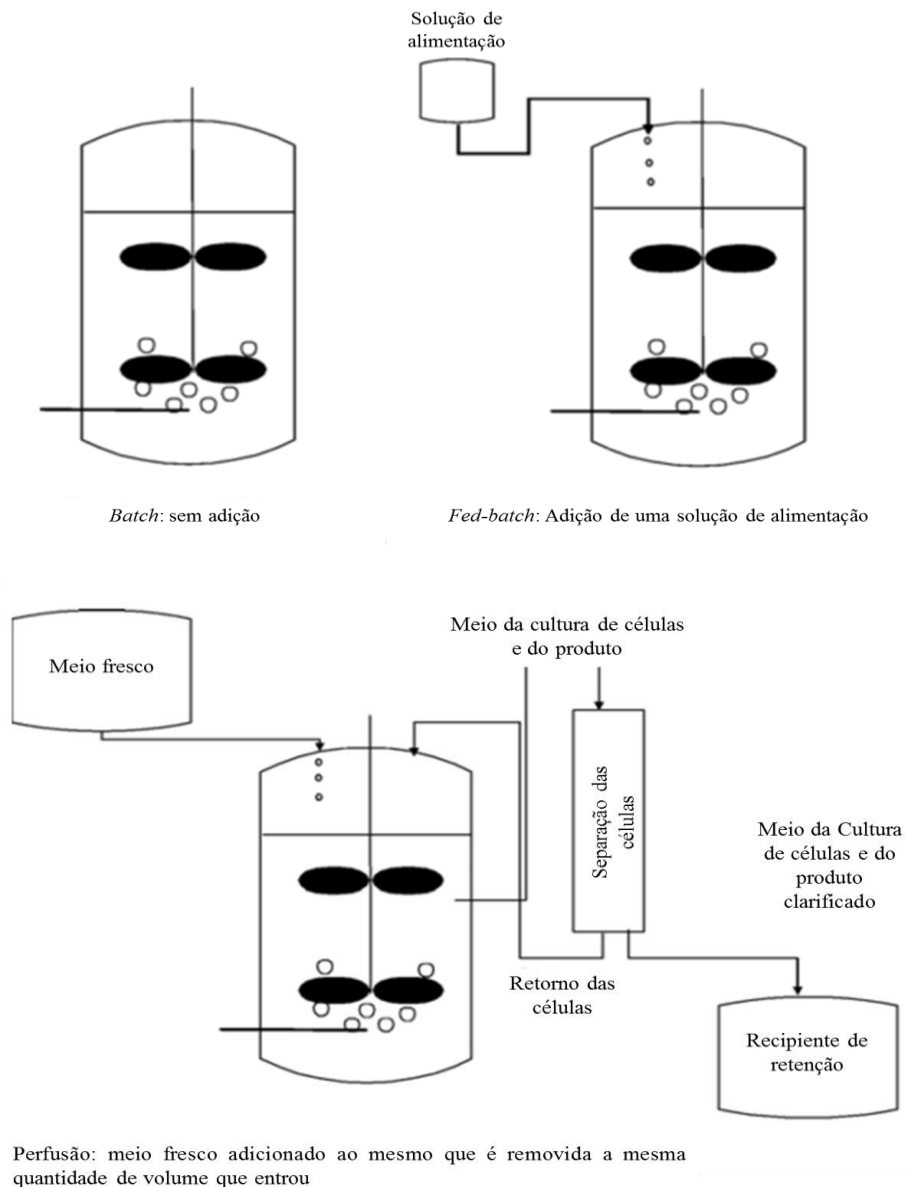 Solução de
alimentação
Batch: sem adição
Fed-batch: Adição de uma solução de alimentação
Meio fresco
Meio da cultura de células
e do produto
Separação das
células
Meio da Cultura
de células e do
produto
clarificado
Retorno das
células
Recipiente de
retenção
Perfusão: meio fresco adicionado ao mesmo que é removida a mesma
quantidade de volume que entrou